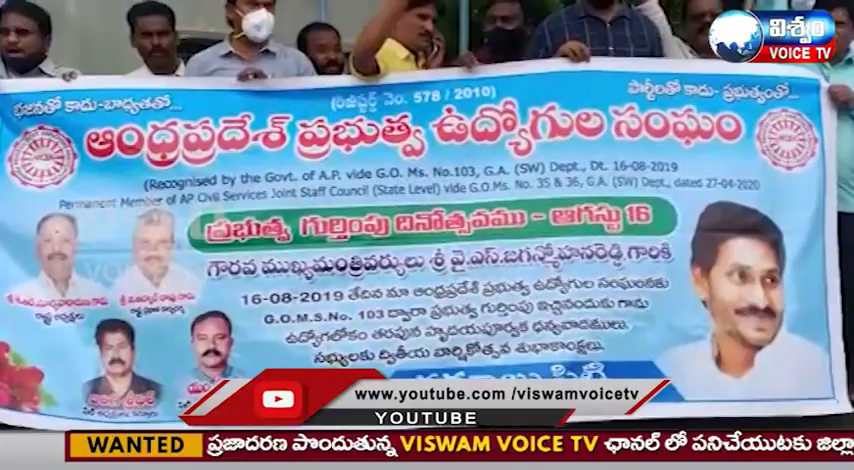 విశ్వం
VOICE TV
భజనతో కాదు-బాధ్యతతో...
(రిజిస్టర్ నెం. 578 / 2010)
పార్టీలతో కాదు- ప్రభుత్వంతో...
ఆంధ్రప్రదేశ్ ప్రభుత్వ ఉద్యోగుల సంఘం
(Recognised by the Govt. of A.P. vide G.O. Ms. No.103, G.A. (SW) Dept., Dt. 16-08-2019
Permanent Member of AP Civil Services Joint Staff Council (State Level) vide G.O.Ms. No. 35 & 36, G.A. (SW) Dept., dated 27-04-2020
ప్రభుత్వ గుర్తింపు దినోత్సవము - ఆగస్టు 16
గౌరవ ముఖ్యమంత్రివర్యులు శ్రీ వై.ఎస్.జగన్మోహనరెడ్డి గారికి
16-08-2019 తేదిన మా ఆంధ్రప్రదేశ్ ప్రభుత్వ ఉద్యోగుల సంఘంనకు
G.O.M.S.No. 103 ద్వారా ప్రభుత్వ గుర్తింపు ఇచ్చినందుకు గాను
ఉద్యోగలోకం తరపున హృదయపూర్వక ధన్యవాదములు.
సభ్యులకు ద్వితీయ వార్షికోత్సవ శుభాకాంక్షలు.
www.youtube.com /viswamvoicetv
YOUTUBE
WANTED ప్రజాదరణ పొందుతున్న VISWAM VOICE TV ఛానల్ లో పనిచేయుటకు జిల్లా